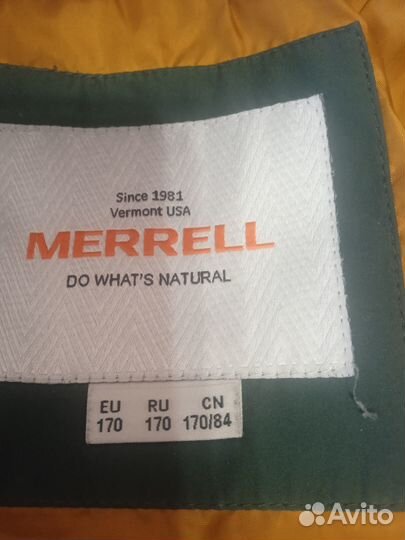 Since 1981
Vermont USA
MERRELL
DO WHAT'S NATURAL
EU RU CN
170 170 170/84
Avito